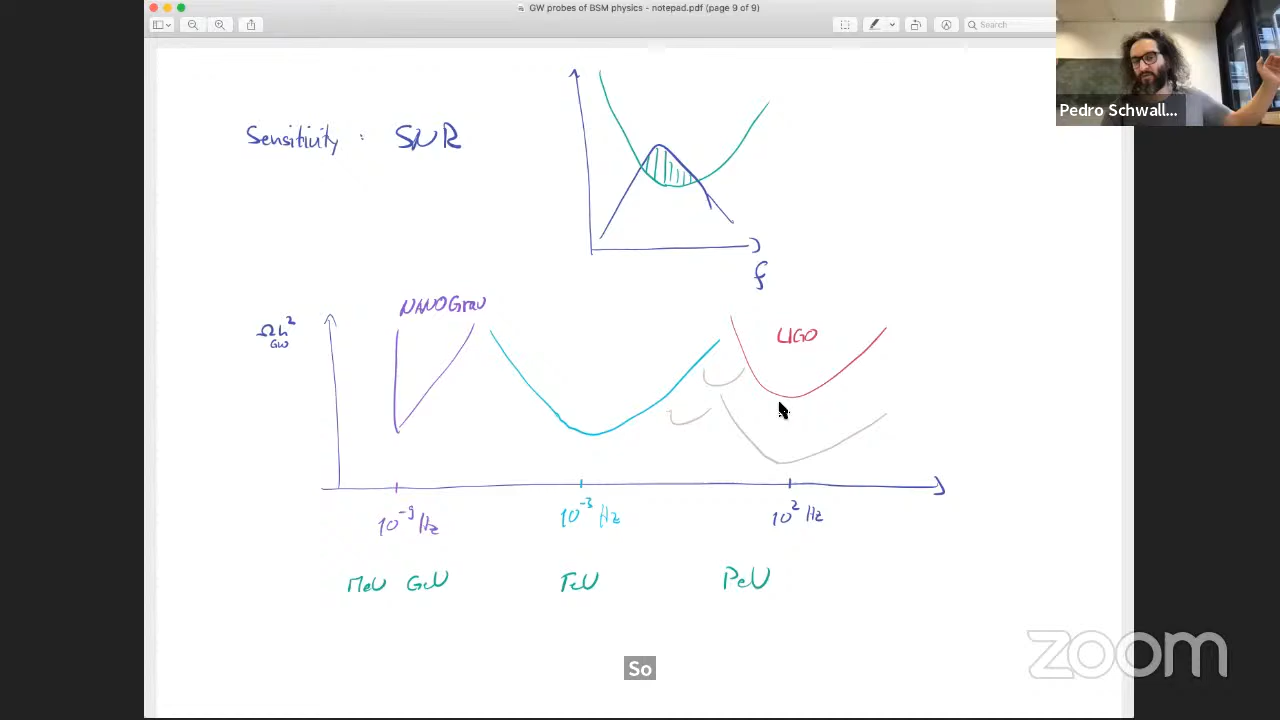 GW probes of BSM physics - notepad.pdf (page 9 of 9)
Search
Pedro Schwall...
Sensitivity : SNR
f
NANOGrav
Ωh²
GW
LIGO
10⁻⁹ Hz
10⁻³ Hz
10² Hz
MeV GeV
TeV
PeV
zoom
So